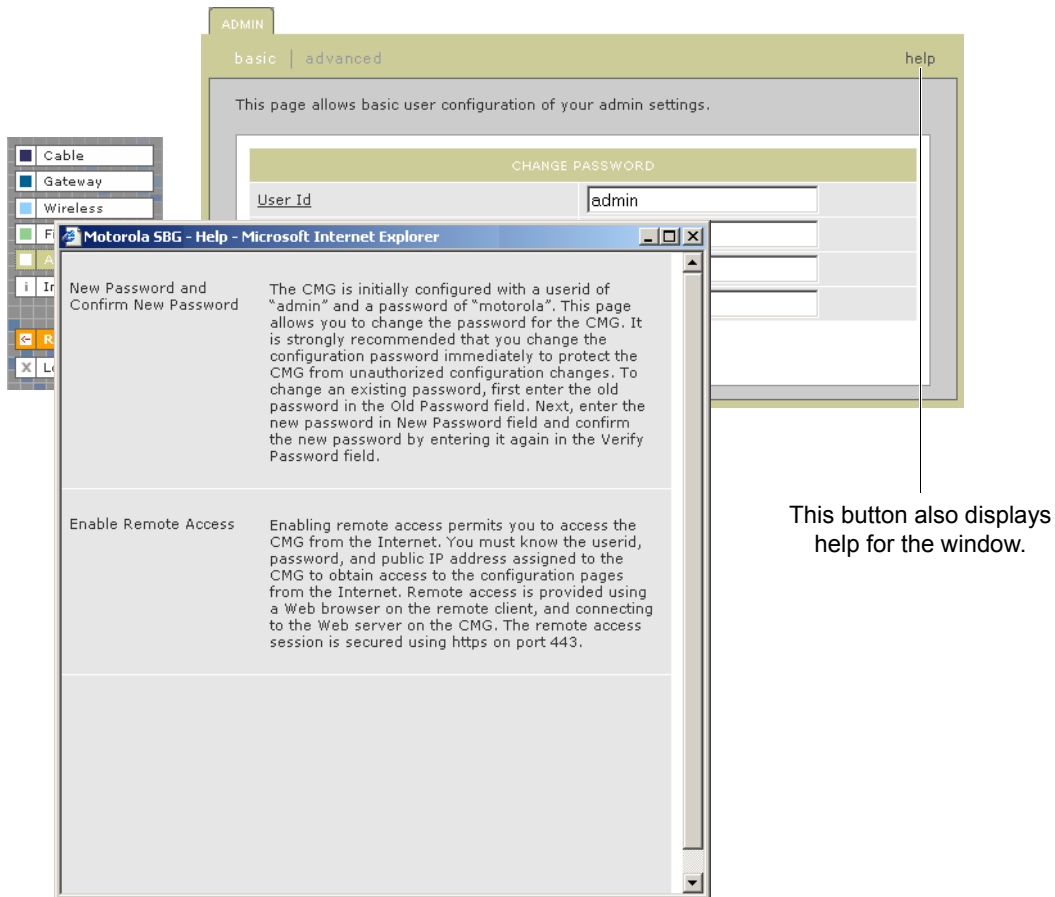 ADMIN
basic | advanced
help
This page allows basic user configuration of your admin settings.
CHANGE PASSWORD
User Id
admin
Cable
Gateway
Wireless
Fi
A
i In
R
X Lo
Motorola SBG - Help - Microsoft Internet Explorer
New Password and
Confirm New Password
The CMG is initially configured with a userid of
“admin” and a password of “motorola”. This page
allows you to change the password for the CMG. It
is strongly recommended that you change the
configuration password immediately to protect the
CMG from unauthorized configuration changes. To
change an existing password, first enter the old
password in the Old Password field. Next, enter the
new password in New Password field and confirm
the new password by entering it again in the Verify
Password field.
Enable Remote Access
Enabling remote access permits you to access the
CMG from the Internet. You must know the userid,
password, and public IP address assigned to the
CMG to obtain access to the configuration pages
from the Internet. Remote access is provided using
a Web browser on the remote client, and connecting
to the Web server on the CMG. The remote access
session is secured using https on port 443.
This button also displays
help for the window.